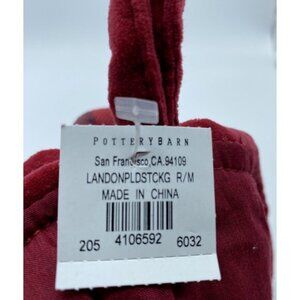 POTTERYBARN
San Francisco,CA.94109
LANDONPLDSTCKG R/M
MADE IN CHINA
205 4106592 6032